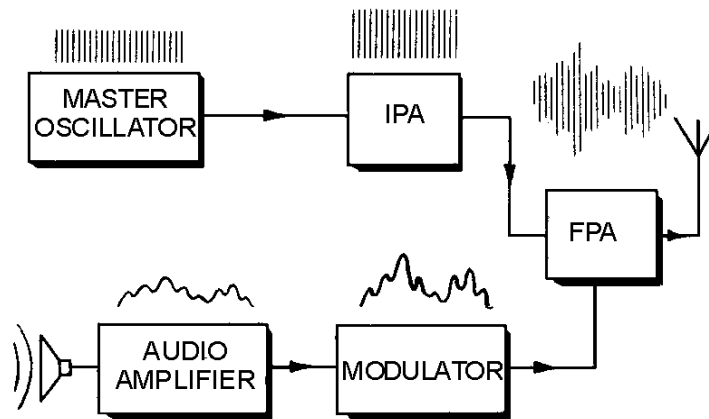 MASTER
OSCILLATOR
IPA
FPA
AUDIO
AMPLIFIER
MODULATOR